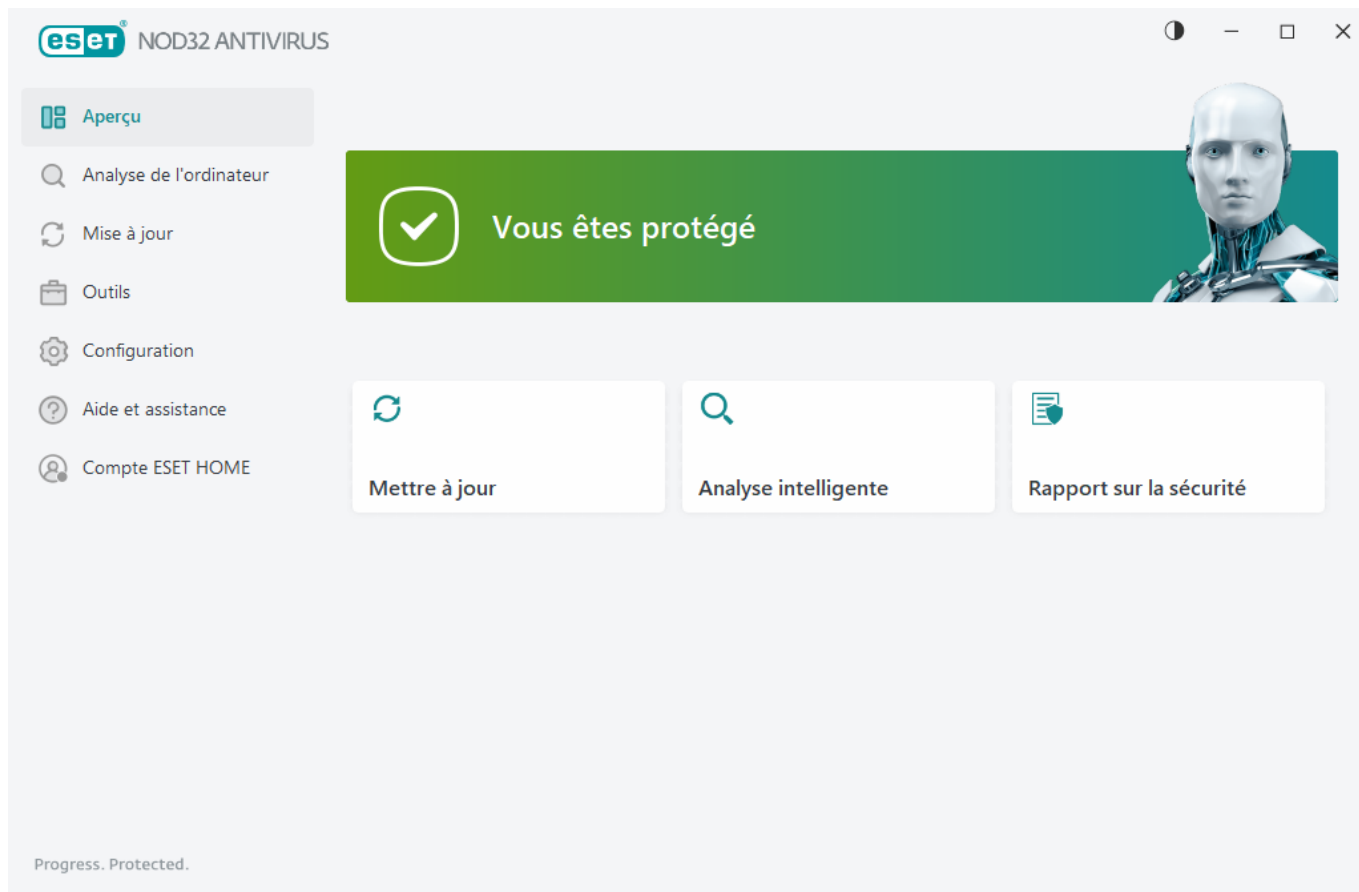 eset® NOD32 ANTIVIRUS
Aperçu
Analyse de l'ordinateur
Mise à jour
Outils
Configuration
Aide et assistance
Compte ESET HOME
Vous êtes protégé
Mettre à jour
Analyse intelligente
Rapport sur la sécurité
Progress. Protected.